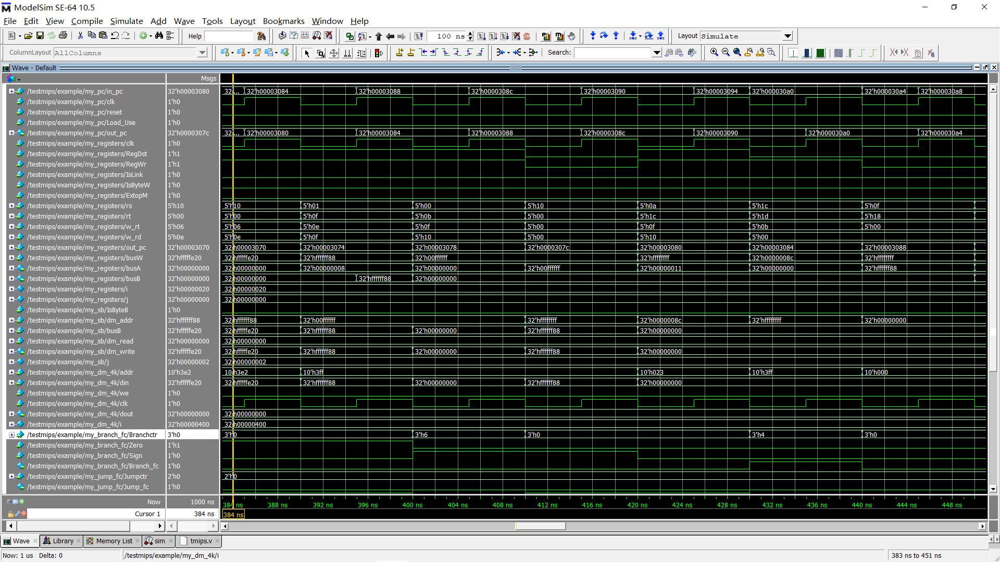 ModelSim SE-64 10.5
File Edit View Compile Simulate Add Wave Tools Layout Bookmarks Window Help
Help 100 ns Layout Simulate
ColumnLayout AllColumns Search:
Wave - Default
Msgs
/testmips/example/my_pc/in_pc 32'h00003080 32'... 32'h00003084 32'h00003088 32'h0000308c 32'h00003090 32'h00003094 32'h000030a0 32'h000030a4 32'h000030a8
/testmips/example/my_pc/clk 1'h0
/testmips/example/my_pc/reset 1'h0
/testmips/example/my_pc/Load_Use 1'h0
/testmips/example/my_pc/out_pc 32'h0000307c 32'... 32'h00003080 32'h00003084 32'h00003088 32'h0000308c 32'h00003090 32'h000030a0 32'h000030a4
/testmips/example/my_registers/clk 1'h0
/testmips/example/my_registers/RegDst 1'h1
/testmips/example/my_registers/RegWr 1'h1
/testmips/example/my_registers/IsLink 1'h0
/testmips/example/my_registers/IsByteW 1'h0
/testmips/example/my_registers/ExtopM 1'h0
/testmips/example/my_registers/rs 5'h10 5'h10 5'h01 5'h00 5'h10 5'h0a 5'h1c 5'h0f
/testmips/example/my_registers/rt 5'h00 5'h00 5'h0f 5'h0b 5'h00 5'h1c 5'h1d 5'h18
/testmips/example/my_registers/w_rt 5'h06 5'h06 5'h0e 5'h0f 5'h00 5'h0f 5'h0b 5'h00
/testmips/example/my_registers/w_rd 5'h0e 5'h0e 5'h0f 5'h10 5'h00 5'h10 5'h00
/testmips/example/my_registers/out_pc 32'h00003070 32'h00003070 32'h00003074 32'h00003078 32'h0000307c 32'h00003080 32'h00003084 32'h00003088
/testmips/example/my_registers/busW 32'hfffffe20 32'hfffffe20 32'hffffff88 32'h00ffffff 32'hffffffff 32'h0000008c 32'hffffffff
/testmips/example/my_registers/busA 32'h00000000 32'h00000000 32'h00000008 32'h00000000 32'h00ffffff 32'h00000011 32'h00000000 32'hffffff88
/testmips/example/my_registers/busB 32'h00000000 32'h00000000 32'hffffff88 32'h00000000
/testmips/example/my_registers/i 32'h00000020 32'h00000020
/testmips/example/my_registers/j 32'h00000000 32'h00000000
/testmips/example/my_sb/IsByteB 1'h0
/testmips/example/my_sb/dm_addr 32'hffffff88 32'hffffff88 32'h00ffffff 32'hffffffff 32'h0000008c 32'hffffffff 32'h00000000
/testmips/example/my_sb/busB 32'hfffffe20 32'hfffffe20 32'hffffff88 32'h00000000 32'hffffff88 32'h00000000
/testmips/example/my_sb/dm_read 32'h00000000 32'h00000000
/testmips/example/my_sb/dm_write 32'hfffffe20 32'hfffffe20 32'hffffff88 32'h00000000 32'hffffff88 32'h00000000
/testmips/example/my_sb/j 32'h00000002 32'h00000002
/testmips/example/my_dm_4k/addr 10'h3e2 10'h3e2 10'h3ff 10'h023 10'h3ff 10'h000
/testmips/example/my_dm_4k/din 32'hfffffe20 32'hfffffe20 32'hffffff88 32'h00000000 32'hffffff88 32'h00000000
/testmips/example/my_dm_4k/we 1'h0
/testmips/example/my_dm_4k/clk 1'h0
/testmips/example/my_dm_4k/dout 32'h00000000 32'h00000000
/testmips/example/my_dm_4k/i 32'h00000400 32'h00000400
/testmips/example/my_branch_fc/Branchctr 3'h0 3'h0 3'h6 3'h0 3'h4 3'h0
/testmips/example/my_branch_fc/Zero 1'h1
/testmips/example/my_branch_fc/Sign 1'h0
/testmips/example/my_branch_fc/Branch_fc 1'h0
/testmips/example/my_jump_fc/Jumpctr 2'h0 2'h0
/testmips/example/my_jump_fc/Jump_fc 1'h0
Now 1000 ns 384 ns 388 ns 392 ns 396 ns 400 ns 404 ns 408 ns 412 ns 416 ns 420 ns 424 ns 428 ns 432 ns 436 ns 440 ns 444 ns 448 ns
Cursor 1 384 ns 384 ns
Wave Library Memory List sim tmips.v
Now: 1 us Delta: 0 /testmips/example/my_dm_4k/i 383 ns to 451 ns